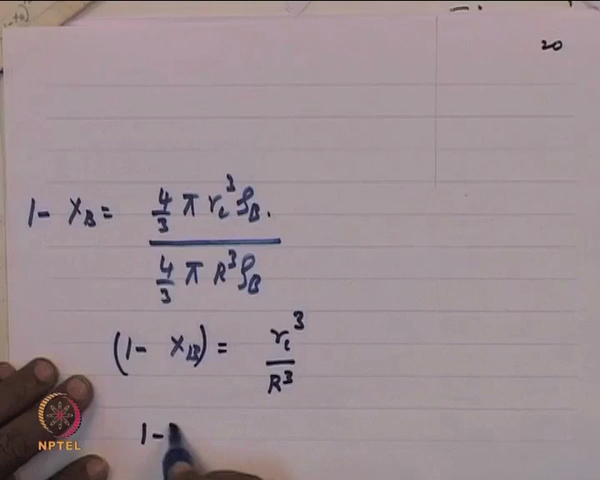 20
1 - X_B = (4/3 π r_c^3 ρ_B.) / (4/3 π R^3 ρ_B)
(1 - X_B) = r_c^3 / R^3
1 -
NPTEL